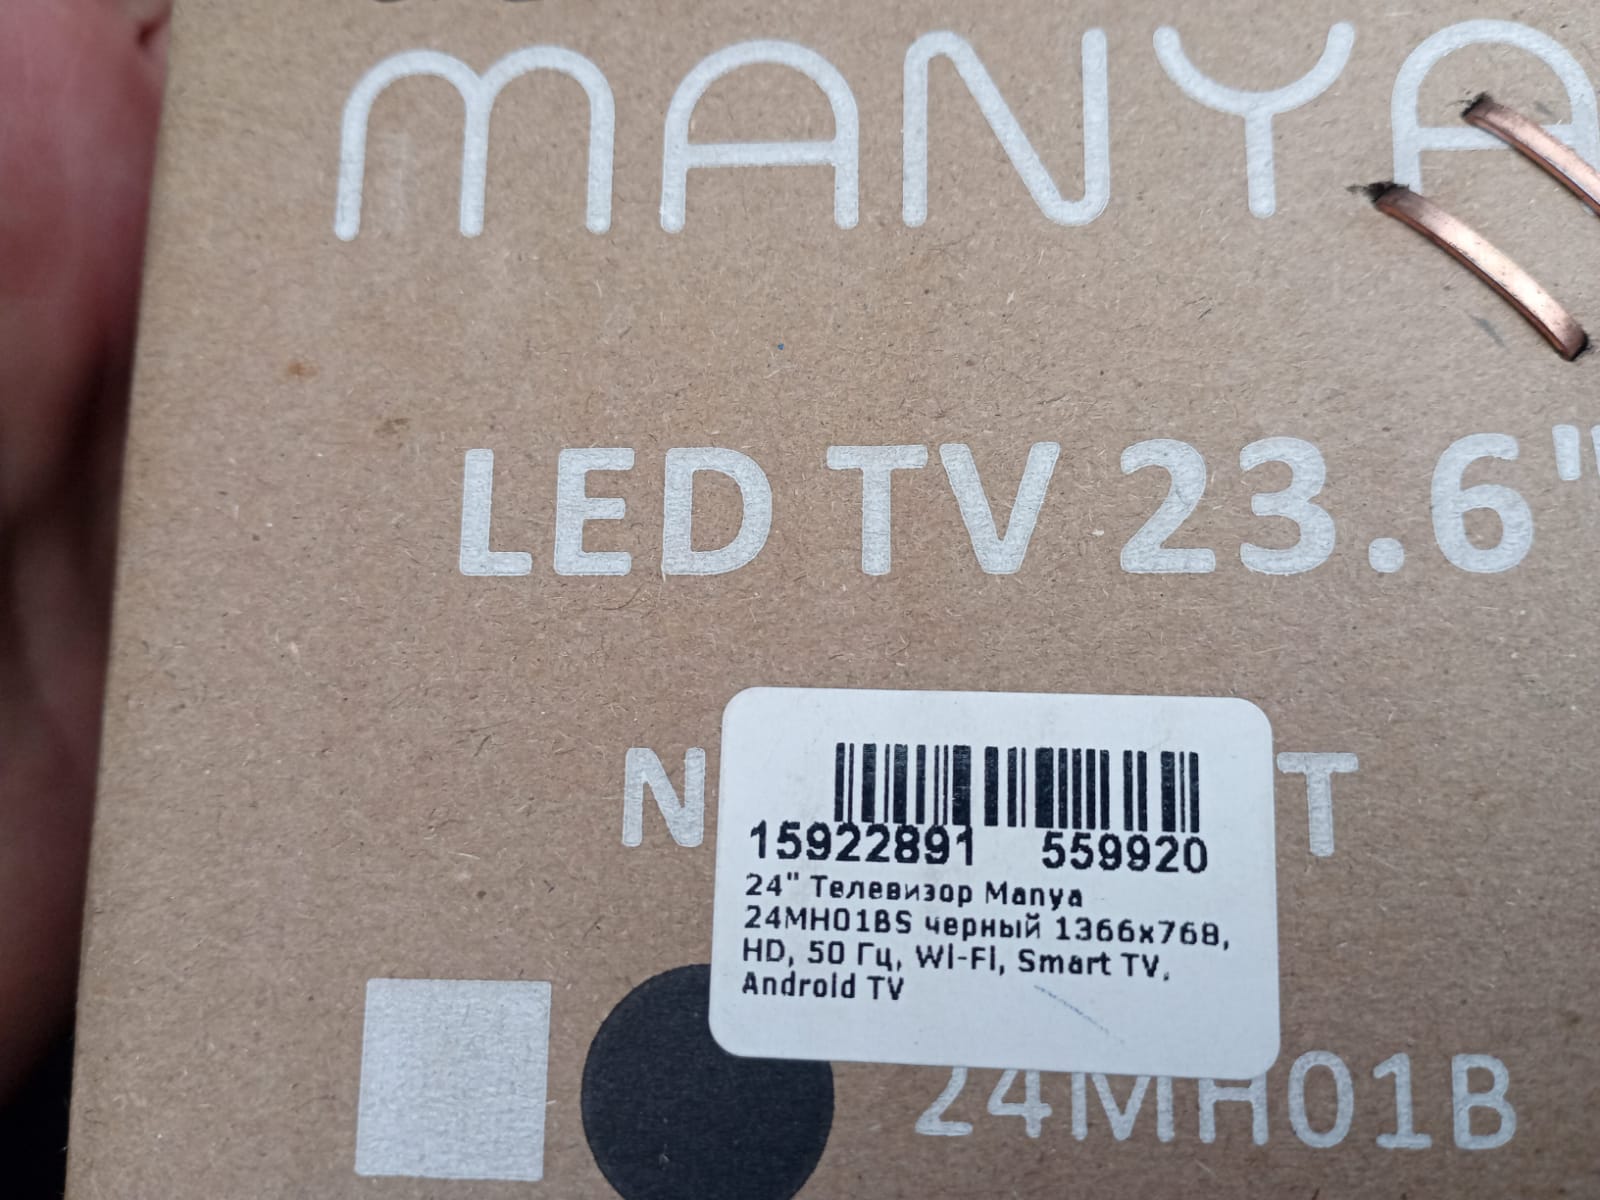 MANYA
LED TV 23.6"
N T
15922891 559920
24" Телевизор Manya
24MH01BS черный 1366x768,
HD, 50 Гц, Wi-Fi, Smart TV,
Android TV
24MH01B